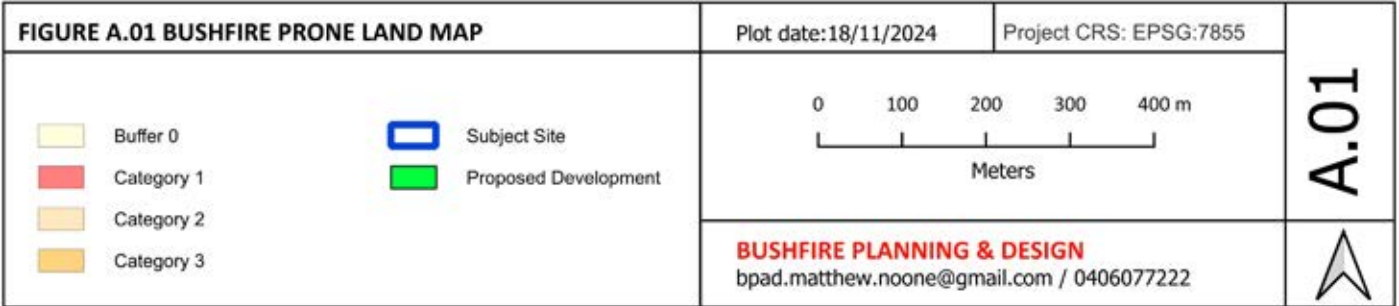 FIGURE A.01 BUSHFIRE PRONE LAND MAP
Plot date:18/11/2024
Project CRS: EPSG:7855
A.01
Buffer 0
Category 1
Category 2
Category 3
Subject Site
Proposed Development
0 100 200 300 400 m
Meters
BUSHFIRE PLANNING & DESIGN
bpad.matthew.noone@gmail.com / 0406077222